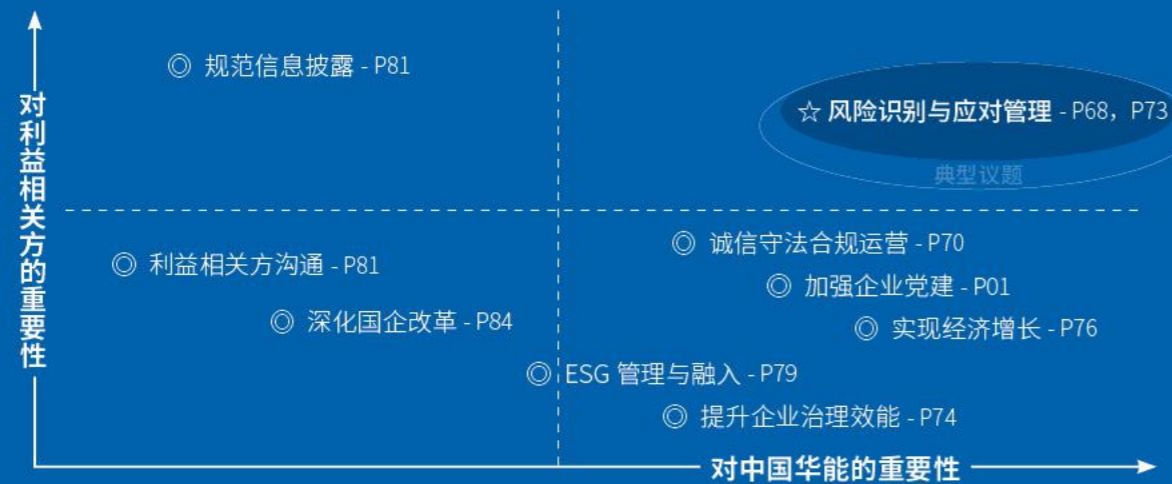 对利益相关方的重要性
◎ 规范信息披露 - P81
☆ 风险识别与应对管理 - P68，P73
典型议题
◎ 诚信守法合规运营 - P70
◎ 利益相关方沟通 - P81
◎ 加强企业党建 - P01
◎ 深化国企改革 - P84
◎ 实现经济增长 - P76
◎ ESG 管理与融入 - P79
◎ 提升企业治理效能 - P74
对中国华能的重要性